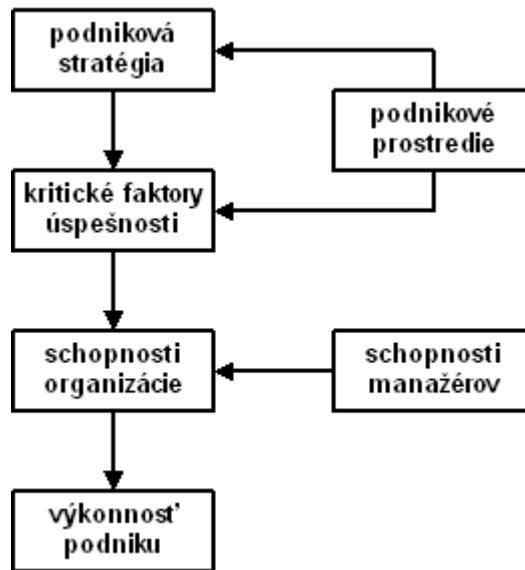 podniková
stratégia
podnikové
prostredie
kritické faktory
úspešnosti
schopnosti
organizácie
schopnosti
manažérov
výkonnosť
podniku